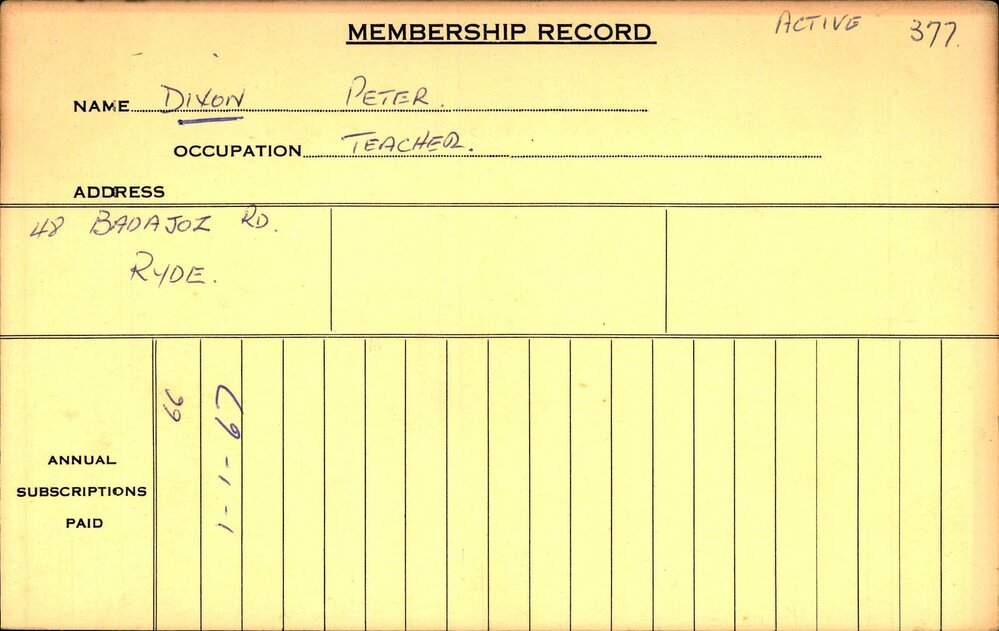 MEMBERSHIP RECORD ACTIVE 377.
NAME DIXON PETER.
OCCUPATION TEACHER.
ADDRESS
48 BADAJOZ RD.
RYDE.
ANNUAL
SUBSCRIPTIONS
PAID
66
1-1-67